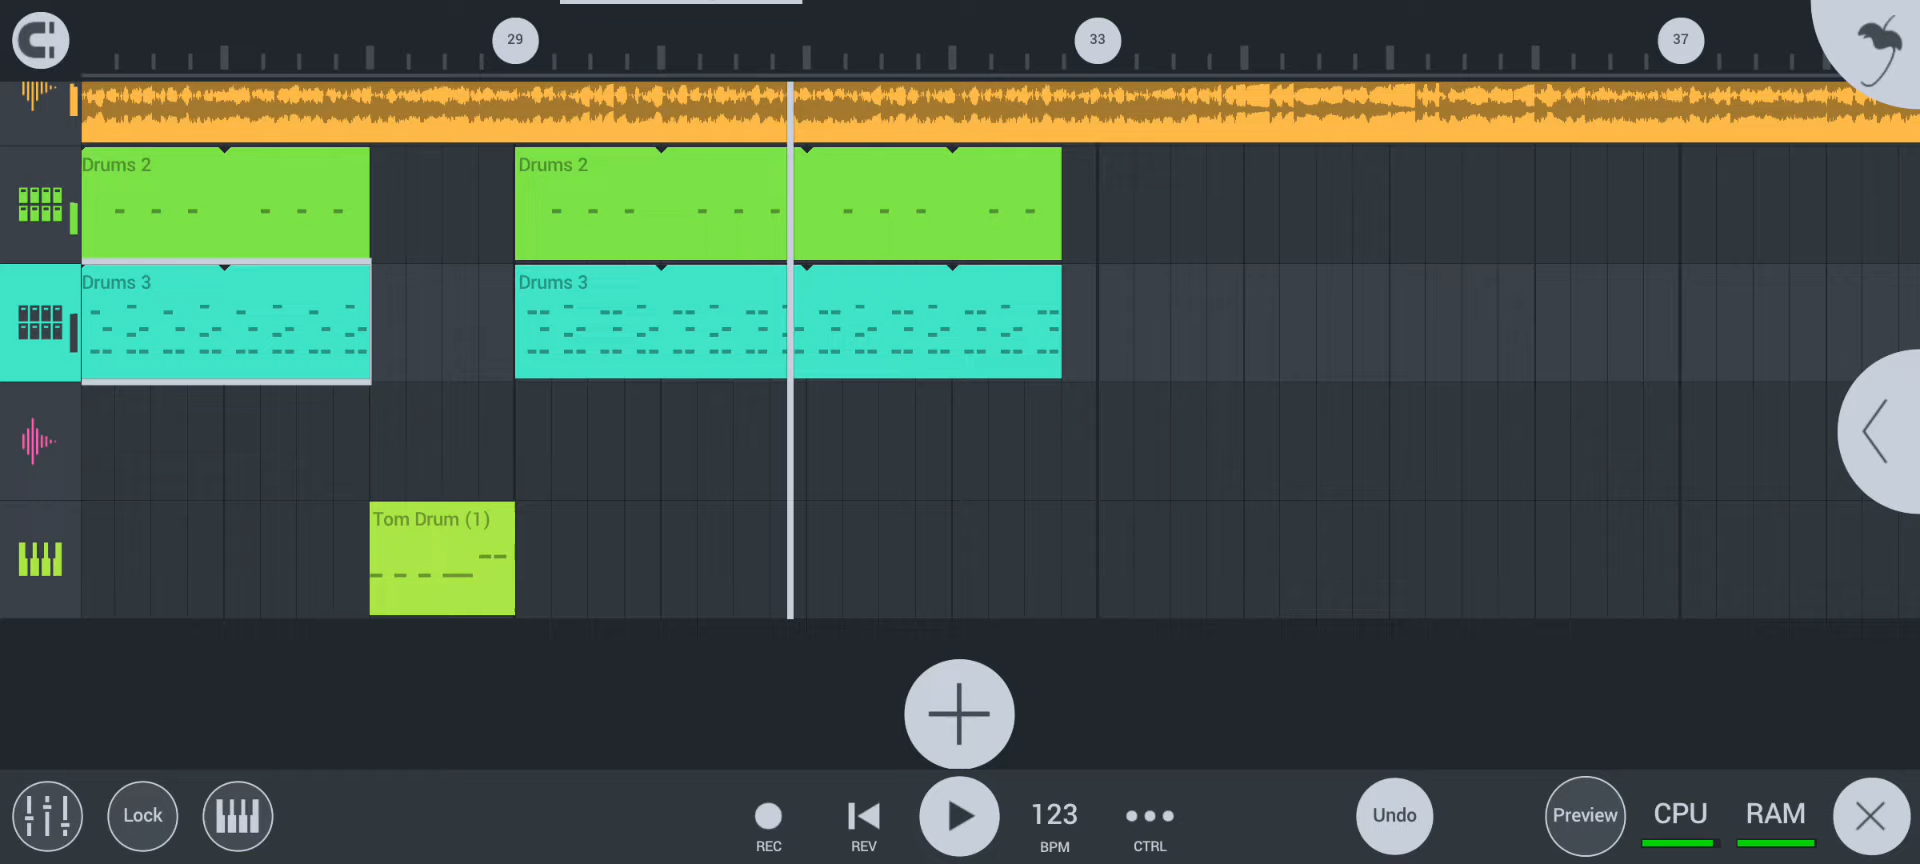 29
33
37
Drums 2
Drums 2
Drums 3
Drums 3
Tom Drum (1)
Lock
REC
REV
123
BPM
CTRL
Undo
Preview
CPU
RAM